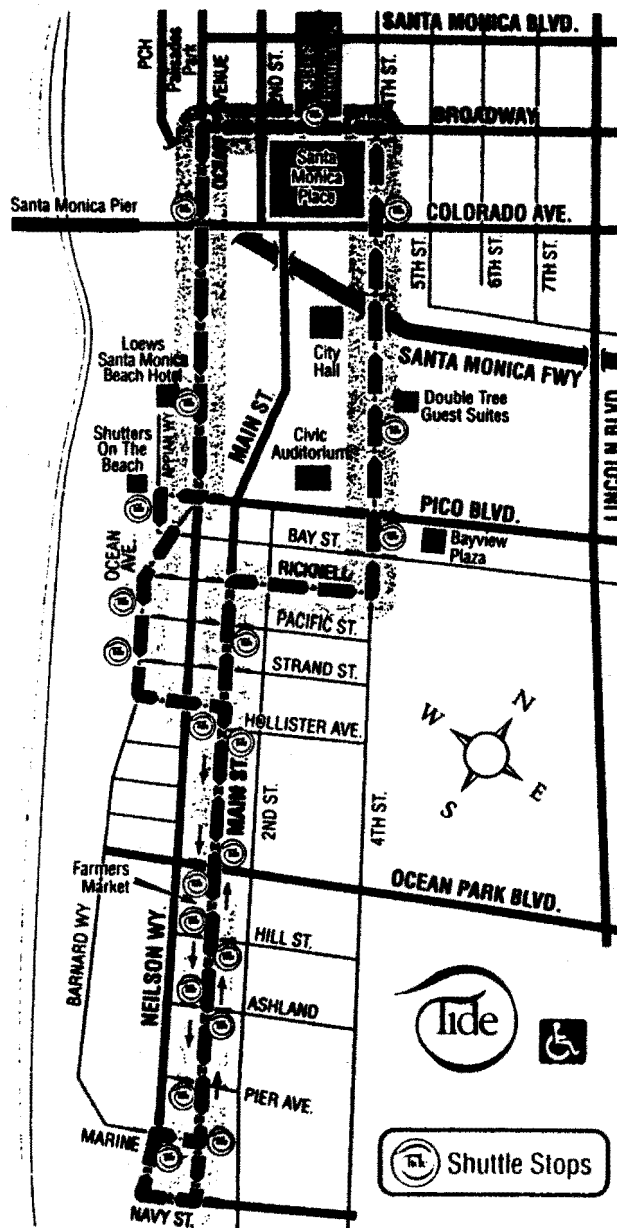 SANTA MONICA BLVD.
PCH
Palisades
Park
AVENUE
OCEAN
2ND ST.
4TH ST.
BROADWAY
Santa
Monica
Place
Santa Monica Pier
COLORADO AVE.
5TH ST.
6TH ST.
7TH ST.
Loews
Santa Monica
Beach Hotel
City
Hall
SANTA MONICA FWY
Double Tree
Guest Suites
LINCOLN BLVD.
MAIN ST.
APPIAN WY
Shutters
On The
Beach
Civic
Auditorium
PICO BLVD.
Bayview
Plaza
BAY ST.
OCEAN
AVE.
RICKNELL
PACIFIC ST.
STRAND ST.
HOLLISTER AVE.
N
W
E
S
MAIN ST.
2ND ST.
4TH ST.
OCEAN PARK BLVD.
Farmers
Market
BARNARD WY
NEILSON WY
HILL ST.
ASHLAND
Tide
PIER AVE.
MARINE
NAVY ST.
Tide Shuttle Stops